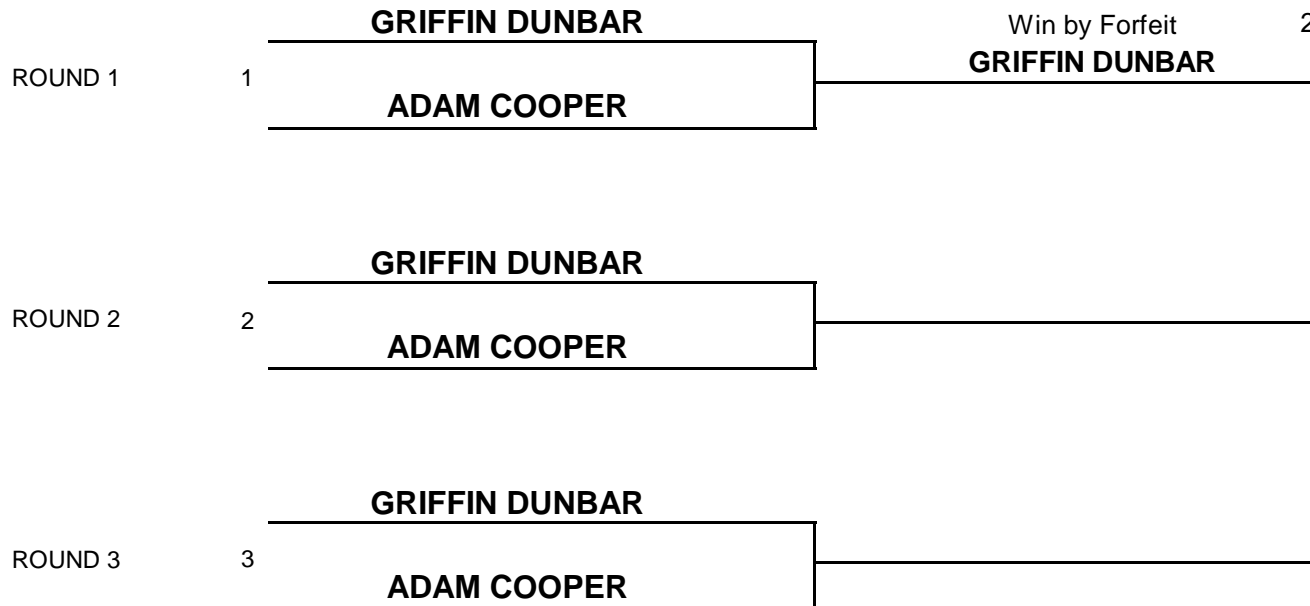 GRIFFIN DUNBAR
Win by Forfeit 2
GRIFFIN DUNBAR
ROUND 1 1
ADAM COOPER
GRIFFIN DUNBAR
ROUND 2 2
ADAM COOPER
GRIFFIN DUNBAR
ROUND 3 3
ADAM COOPER